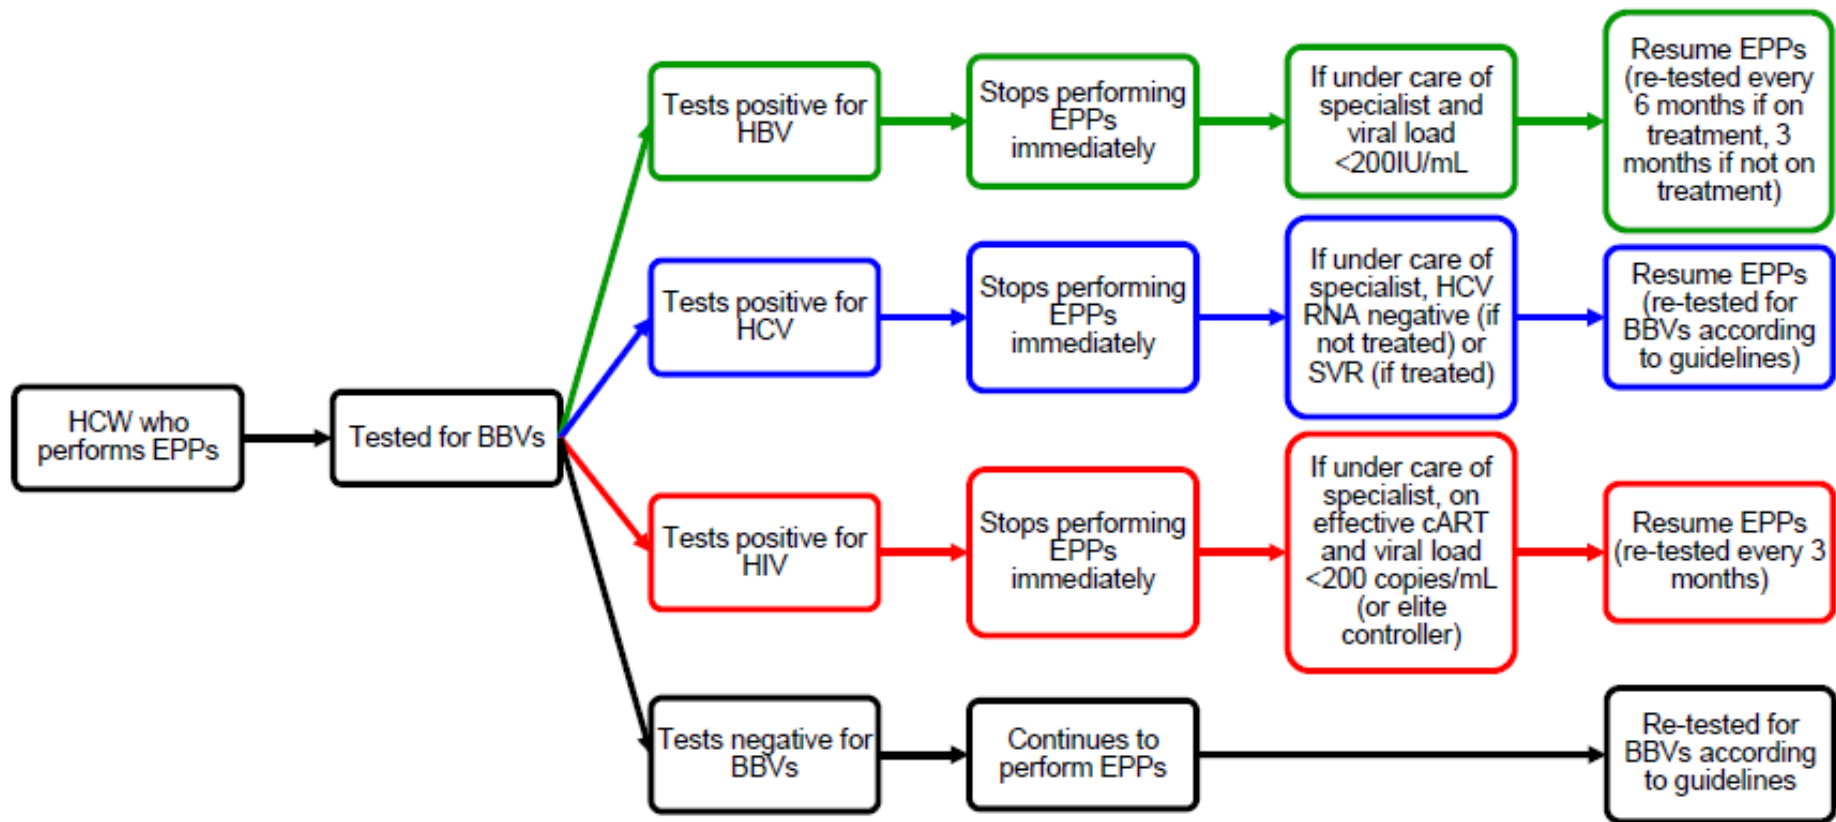 HCW who
performs EPPs
Tested for BBVs
Tests positive for
HBV
Stops performing
EPPs
immediately
If under care of
specialist and
viral load
<200IU/mL
Resume EPPs
(re-tested every
6 months if on
treatment, 3
months if not on
treatment)
Tests positive for
HCV
Stops performing
EPPs
immediately
If under care of
specialist, HCV
RNA negative (if
not treated) or
SVR (if treated)
Resume EPPs
(re-tested for
BBVs according
to guidelines)
Tests positive for
HIV
Stops performing
EPPs
immediately
If under care of
specialist, on
effective cART
and viral load
<200 copies/mL
(or elite
controller)
Resume EPPs
(re-tested every 3
months)
Tests negative for
BBVs
Continues to
perform EPPs
Re-tested for
BBVs according
to guidelines